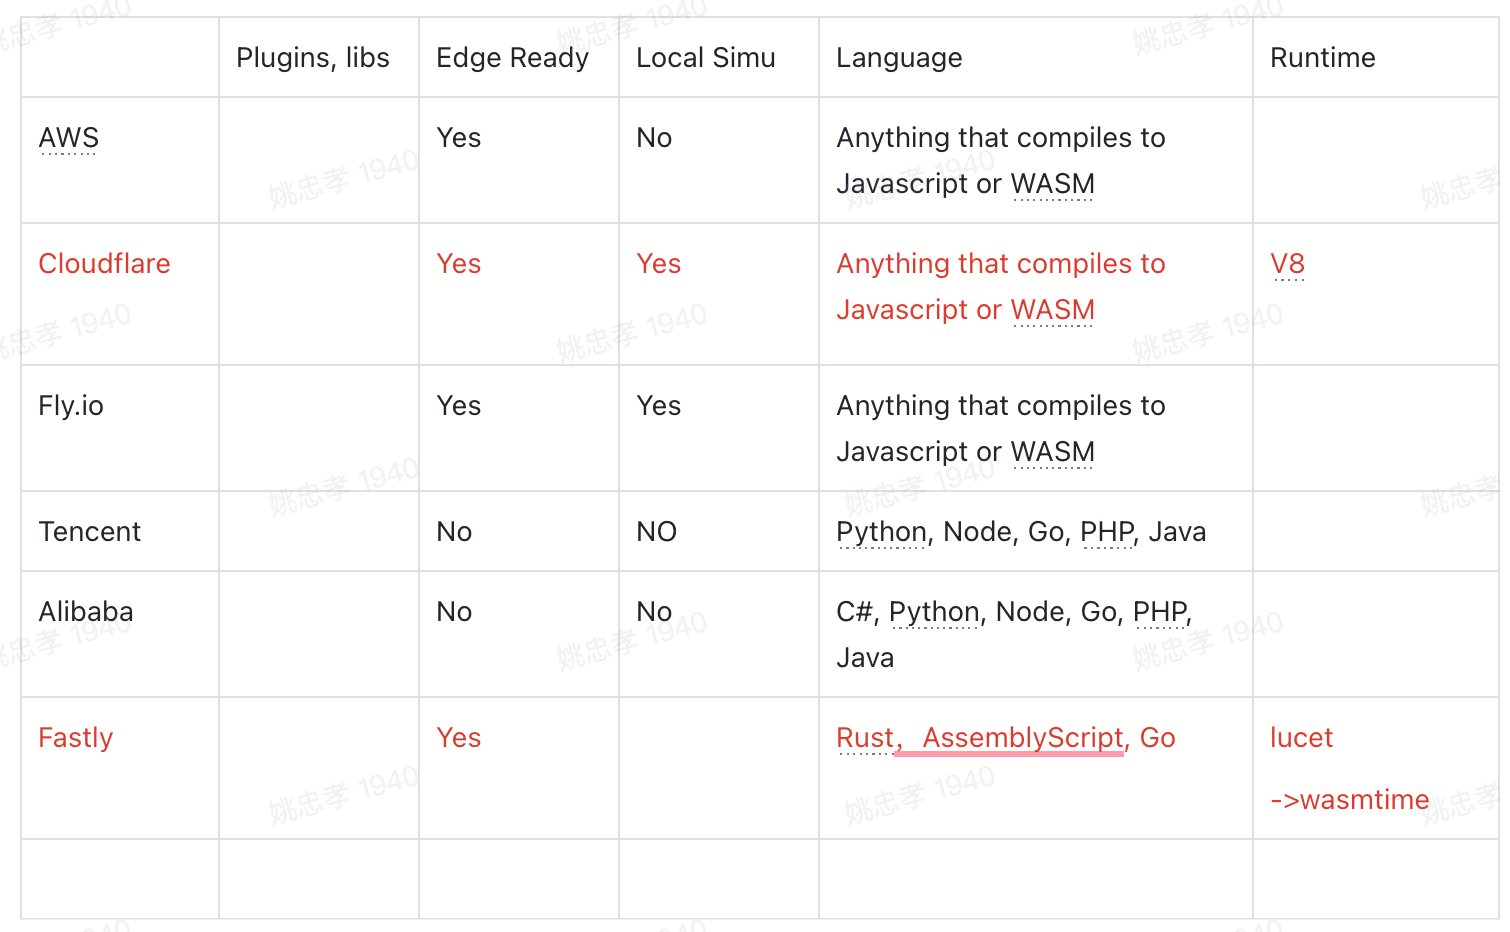 Plugins, libs Edge Ready Local Simu Language Runtime
AWS Yes No Anything that compiles to
Javascript or WASM
Cloudflare Yes Yes Anything that compiles to V8
Javascript or WASM
Fly.io Yes Yes Anything that compiles to
Javascript or WASM
Tencent No NO Python, Node, Go, PHP, Java
Alibaba No No C#, Python, Node, Go, PHP,
Java
Fastly Yes Rust，AssemblyScript, Go lucet
->wasmtime
姚忠孝 1940